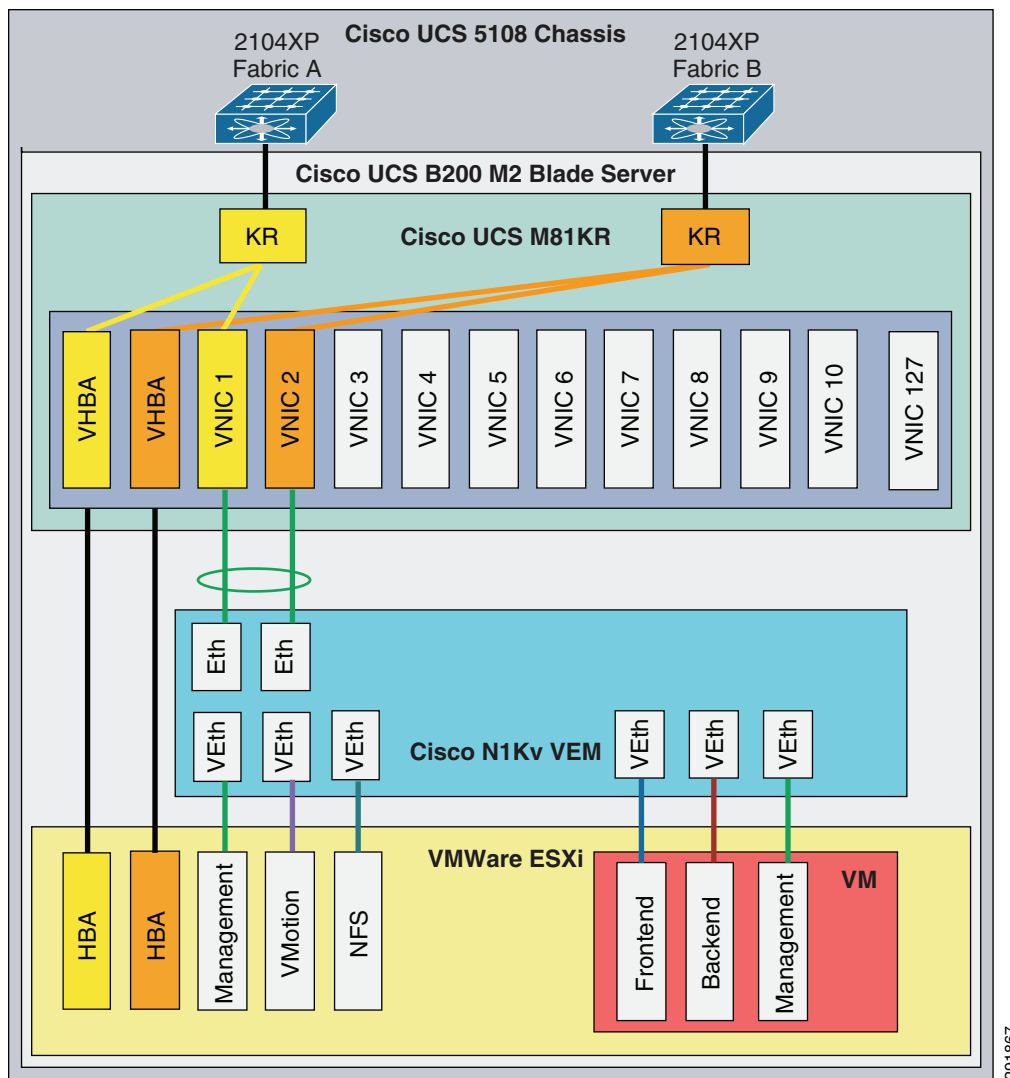 Cisco UCS 5108 Chassis
2104XP
Fabric A
2104XP
Fabric B
Cisco UCS B200 M2 Blade Server
KR
Cisco UCS M81KR
KR
VHBA
VHBA
VNIC 1
VNIC 2
VNIC 3
VNIC 4
VNIC 5
VNIC 6
VNIC 7
VNIC 8
VNIC 9
VNIC 10
VNIC 127
Eth
Eth
VEth
VEth
VEth
Cisco N1Kv VEM
VEth
VEth
VEth
VMWare ESXi
VM
HBA
HBA
Management
VMotion
NFS
Frontend
Backend
Management